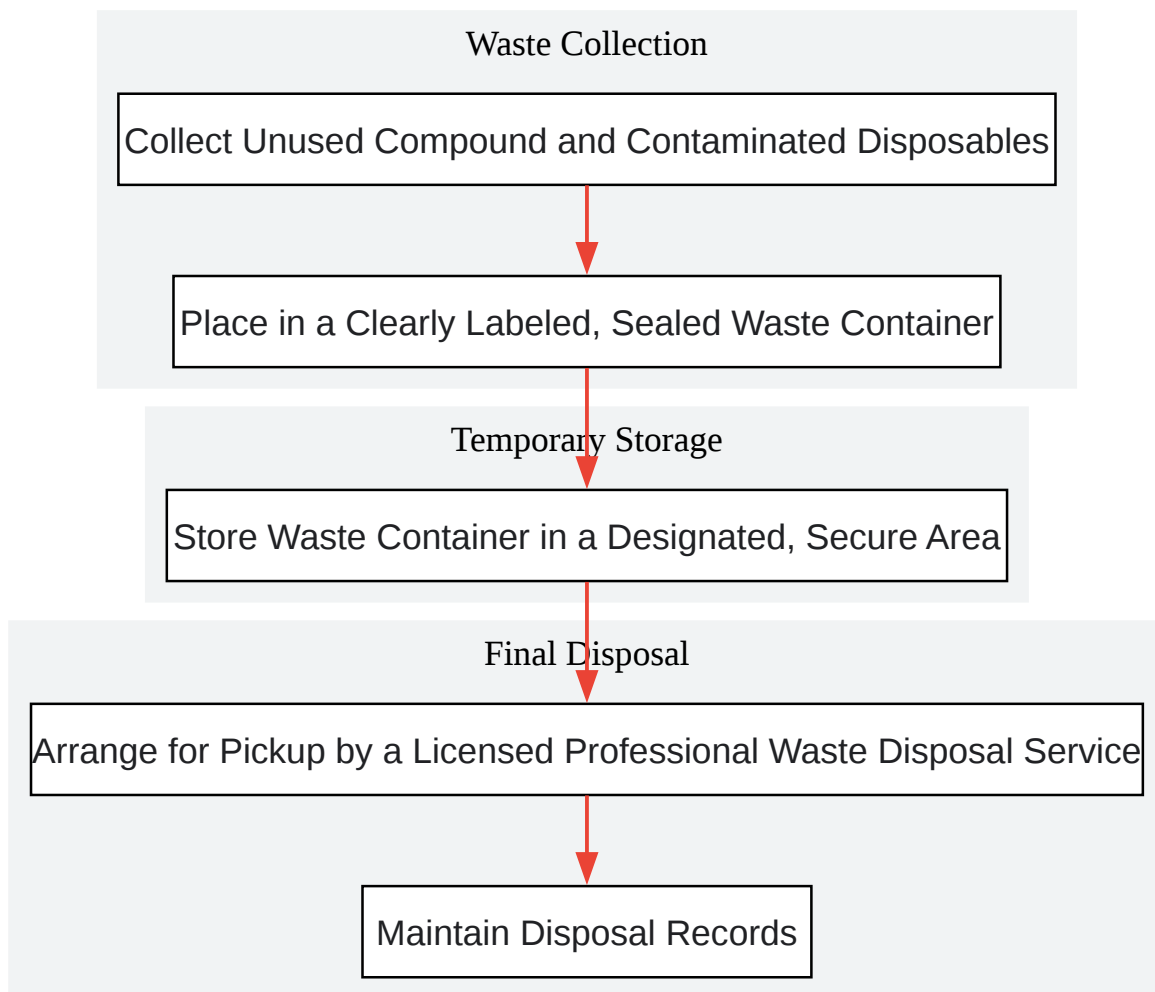 Waste Collection
Collect Unused Compound and Contaminated Disposables
Place in a Clearly Labeled, Sealed Waste Container
Temporary Storage
Store Waste Container in a Designated, Secure Area
Final Disposal
Arrange for Pickup by a Licensed Professional Waste Disposal Service
Maintain Disposal Records